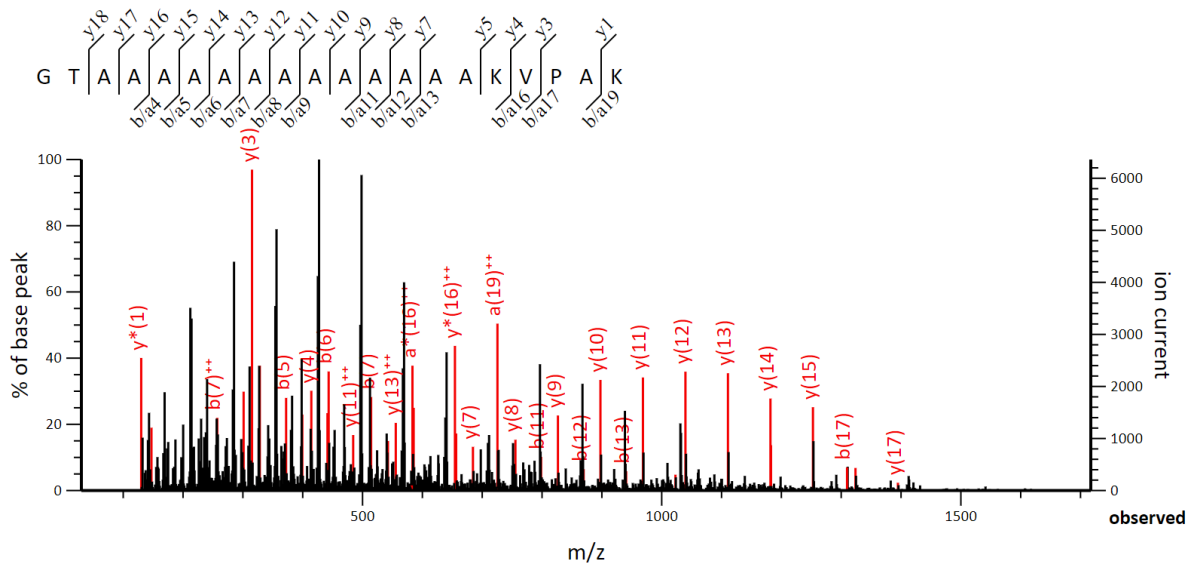 y18 y17 y16 y15 y14 y13 y12 y11 y10 y9 y8 y7 y5 y4 y3 y1
G T A A A A A A A A A A A A A K V P A K
b/a4 b/a5 b/a6 b/a7 b/a8 b/a9 b/a11 b/a12 b/a13 b/a16 b/a17 b/a19
% of base peak
100
80
60
40
20
0
y*(1)
b(7)++
y(3)
b(5)
y(4)
b(6)
y(11)++
b(7)
y(13)++
a*(16)++
y*(16)++
y(7)
a(19)++
y(8)
b(11)
y(9)
b(12)
y(10)
b(13)
y(11)
y(12)
y(13)
y(14)
y(15)
b(17)
y(17)
6000
5000
4000
3000
2000
1000
0
ion current
500 1000 1500 observed
m/z